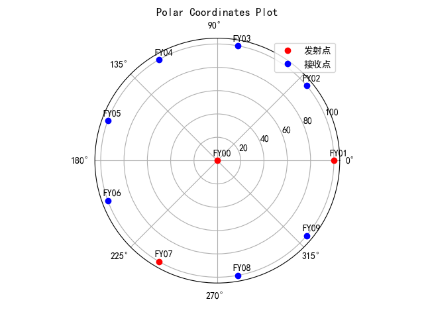 Polar Coordinates Plot
90°
FY03
发射点
接收点
FY04
135°
FY02
FY05
100
80
60
40
20
FY00
FY01
180°
0°
FY06
FY09
225°
FY07
315°
FY08
270°